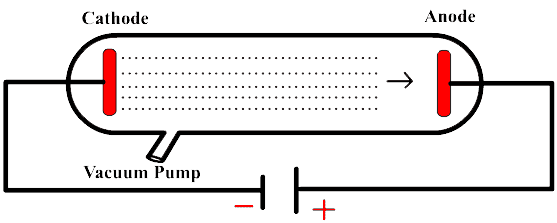 Cathode
Anode
Vacuum Pump
− +